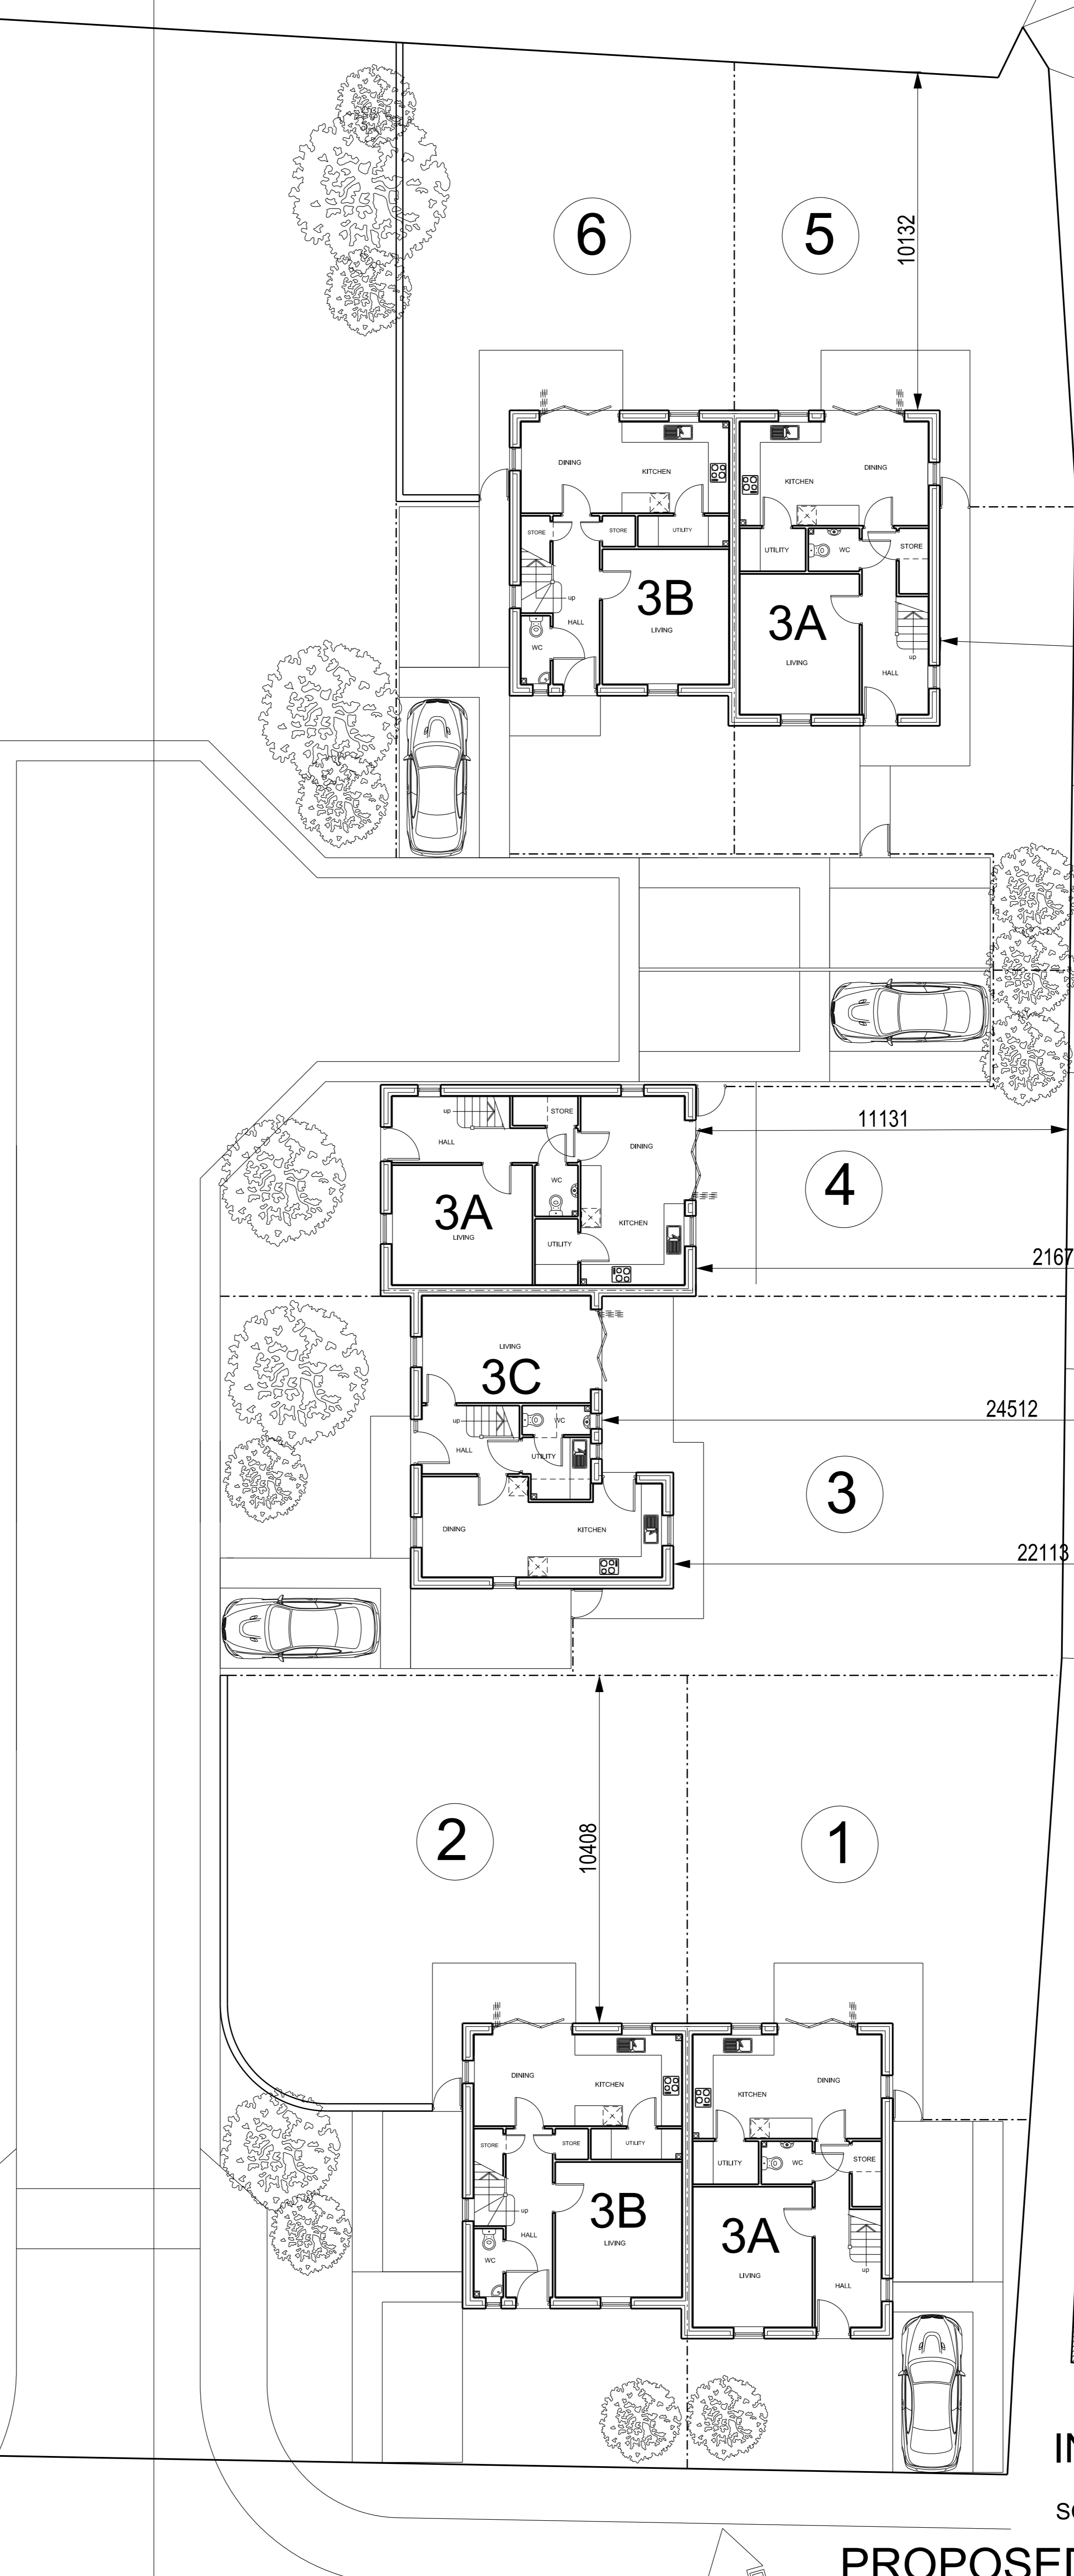 6
5
10132
DINING
KITCHEN
KITCHEN
DINING
STORE
STORE
UTILITY
UTILITY
WC
STORE
up
3B
LIVING
HALL
WC
3A
LIVING
up
HALL
up
STORE
HALL
DINING
11131
WC
3A
LIVING
4
KITCHEN
UTILITY
2167
LIVING
3C
up
WC
24512
HALL
UTILITY
3
DINING
KITCHEN
22113
2
10408
1
DINING
KITCHEN
KITCHEN
DINING
STORE
STORE
UTILITY
UTILITY
WC
STORE
up
3B
LIVING
HALL
WC
3A
LIVING
up
HALL
IN
SC
PROPOSED